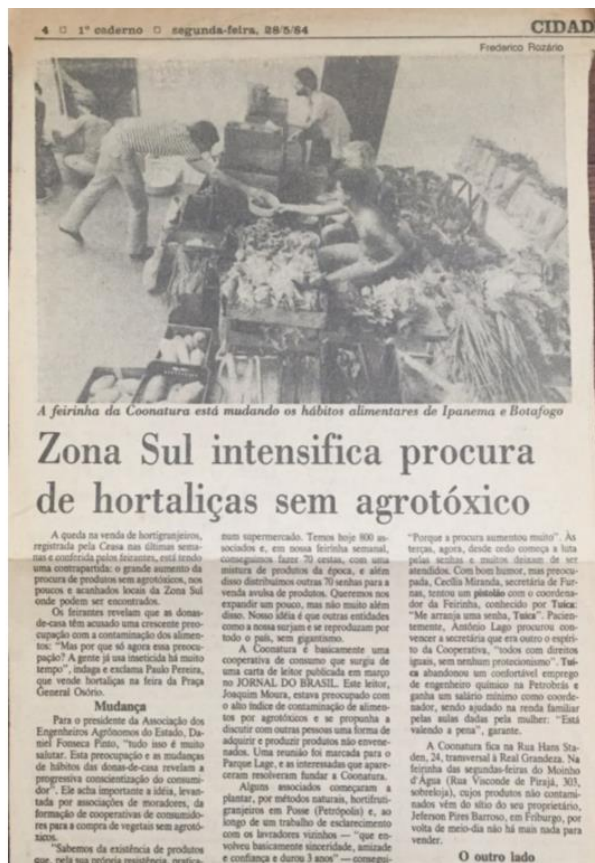 4 □ 1º caderno □ segunda-feira, 28/5/84
CIDAD
Frederico Rozário
A feirinha da Coonatura está mudando os hábitos alimentares de Ipanema e Botafogo
Zona Sul intensifica procura
de hortaliças sem agrotóxico
A queda na venda de hortigranjeiros,
registrada pela Ceasa nas últimas sema-
nas e conferida pelos feirantes, está tendo
uma contrapartida: o grande aumento da
procura de produtos sem agrotóxicos, nos
poucos e acanhados locais da Zona Sul
onde podem ser encontrados.
Os feirantes revelam que as donas-
de-casa têm acusado uma crescente preo-
cupação com a contaminação dos alimen-
tos: "Mas por que só agora essa preocu-
pação? A gente já usa inseticida há muito
tempo", indaga e exclama Paulo Pereira,
que vende hortaliças na feira da Praça
General Osório.
Mudança
Para o presidente da Associação dos
Engenheiros Agrônomos do Estado, Da-
niel Fonseca Pinto, "tudo isso é muito
salutar. Esta preocupação e as mudanças
de hábitos das donas-de-casa revelam a
progressiva conscientização do consumi-
dor". Ele acha importante a idéia, levan-
tada por associações de moradores, da
formação de cooperativas de consumido-
res para a compra de vegetais sem agrotó-
xicos.
"Sabemos da existência de produtos
que, pela sua própria resistência,
num supermercado. Temos hoje 800 as-
sociados e, em nossa feirinha semanal,
conseguimos fazer 70 cestas, com uma
mistura de produtos da época, e além
disso distribuímos outras 70 senhas para a
venda avulsa de produtos. Queremos nos
expandir um pouco, mas não muito além
disso. Nossa idéia é que outras entidades
como a nossa surjam e se reproduzam por
todo o país, sem gigantismo.
A Coonatura é basicamente uma
cooperativa de consumo que surgiu de
uma carta de leitor publicada em março
no JORNAL DO BRASIL. Este leitor,
Joaquim Moura, estava preocupado com
o alto índice de contaminação de alimen-
tos por agrotóxicos e se propunha a
discutir com outras pessoas uma forma de
adquirir e produzir produtos não envene-
nados. Uma reunião foi marcada para o
Parque Lage, e as interessadas que apare-
ceram resolveram fundar a Coonatura.
Alguns associados começaram a
plantar, por métodos naturais, hortifruti-
granjeiros em Posse (Petrópolis) e, ao
longo de um trabalho de esclarecimento
com os lavradores vizinhos — "que en-
volveu basicamente sinceridade, amizade
e confiança e durou 3 anos" — consegui-
"Porque a procura aumentou muito". Às
terças, agora, desde cedo começa a luta
pelas senhas e muitos deixam de ser
atendidos. Com bom humor, mas preocu-
pada, Cecília Miranda, secretária de Fur-
nas, tentou um pistolão com o coordena-
dor da Feirinha, conhecido por Tuica:
"Me arranja uma senha, Tuica". Pacien-
temente, Antônio Lago procurou con-
vencer a secretária que era outro o espíri-
to da Cooperativa, "todos com direitos
iguais, sem nenhum protecionismo". Tui-
ca abandonou um confortável emprego
de engenheiro químico na Petrobrás e
ganha um salário mínimo como coorde-
nador, sendo ajudado na renda familiar
pelas aulas dadas pela mulher: "Está
valendo a pena", garante.
A Coonatura fica na Rua Hans Sta-
den, 24, transversal à Real Grandeza. Na
feirinha das segundas-feiras do Moinho
d'Água (Rua Visconde de Pirajá, 303,
sobreloja), cujos produtos não contami-
nados vêm do sítio do seu proprietário,
Jeferson Pires Barroso, em Friburgo, por
volta de meio-dia não há mais nada para
vender.
O outro lado